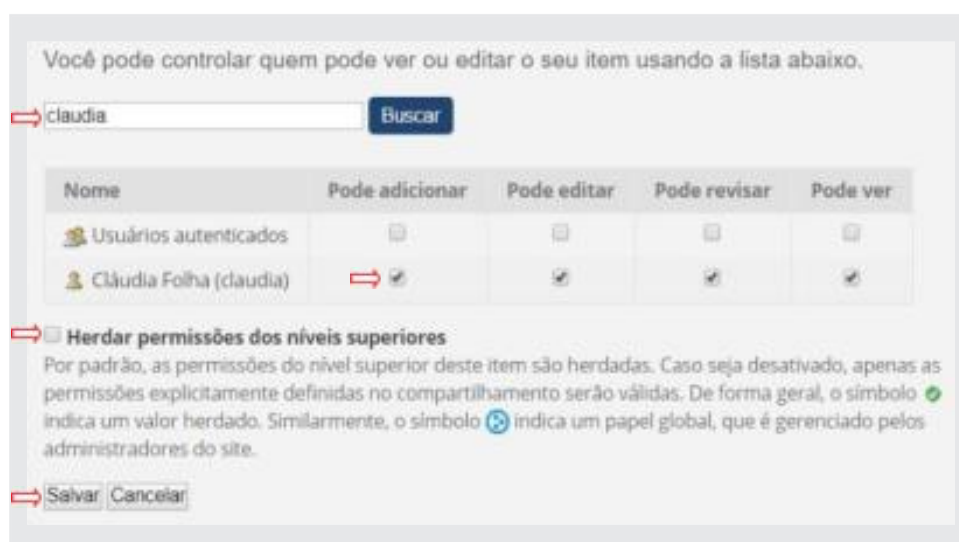 Você pode controlar quem pode ver ou editar o seu item usando a lista abaixo.
claudia Buscar
Nome Pode adicionar Pode editar Pode revisar Pode ver
Usuários autenticados
Cláudia Folha (claudia)
Herdar permissões dos níveis superiores
Por padrão, as permissões do nível superior deste item são herdadas. Caso seja desativado, apenas as
permissões explicitamente definidas no compartilhamento serão válidas. De forma geral, o símbolo
indica um valor herdado. Similarmente, o símbolo indica um papel global, que é gerenciado pelos
administradores do site.
Salvar Cancelar